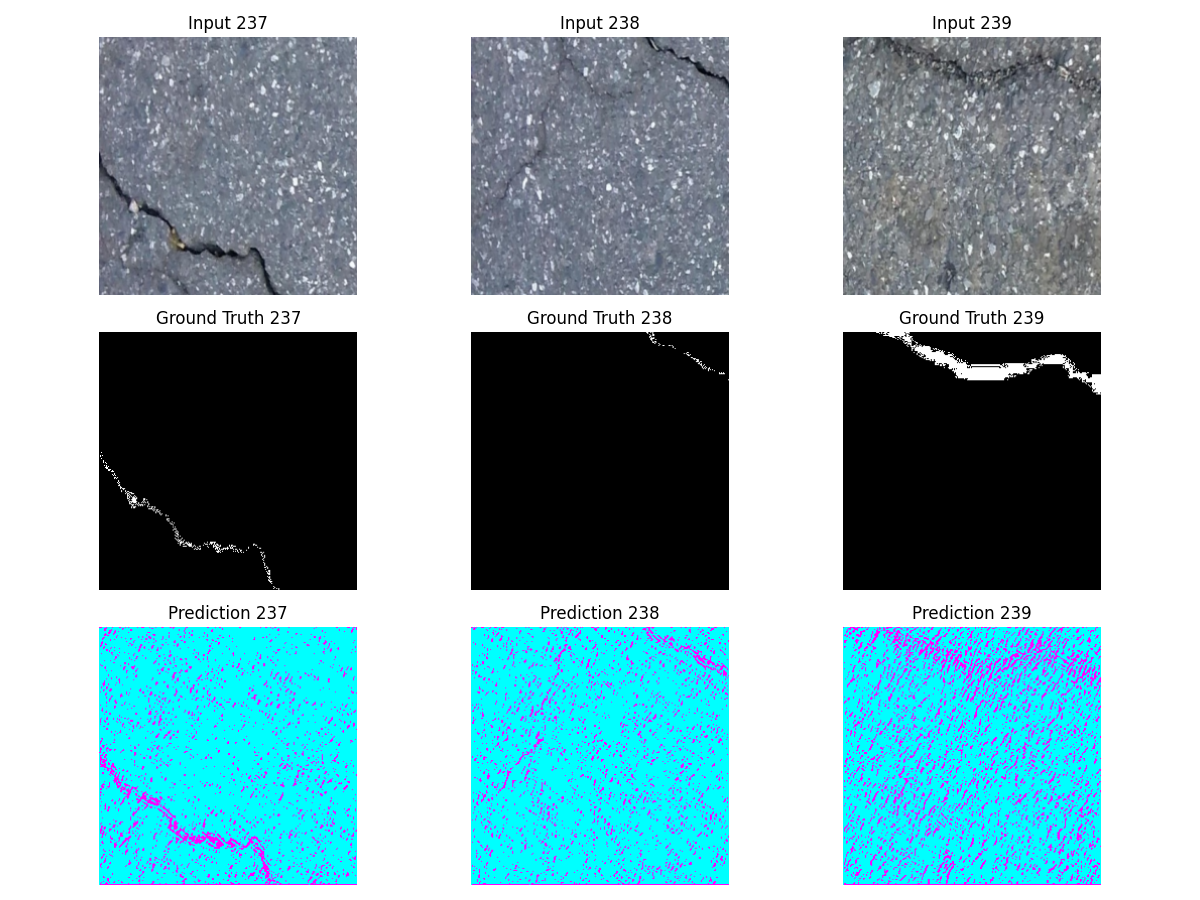 Input 237
Input 238
Input 239
Ground Truth 237
Ground Truth 238
Ground Truth 239
Prediction 237
Prediction 238
Prediction 239